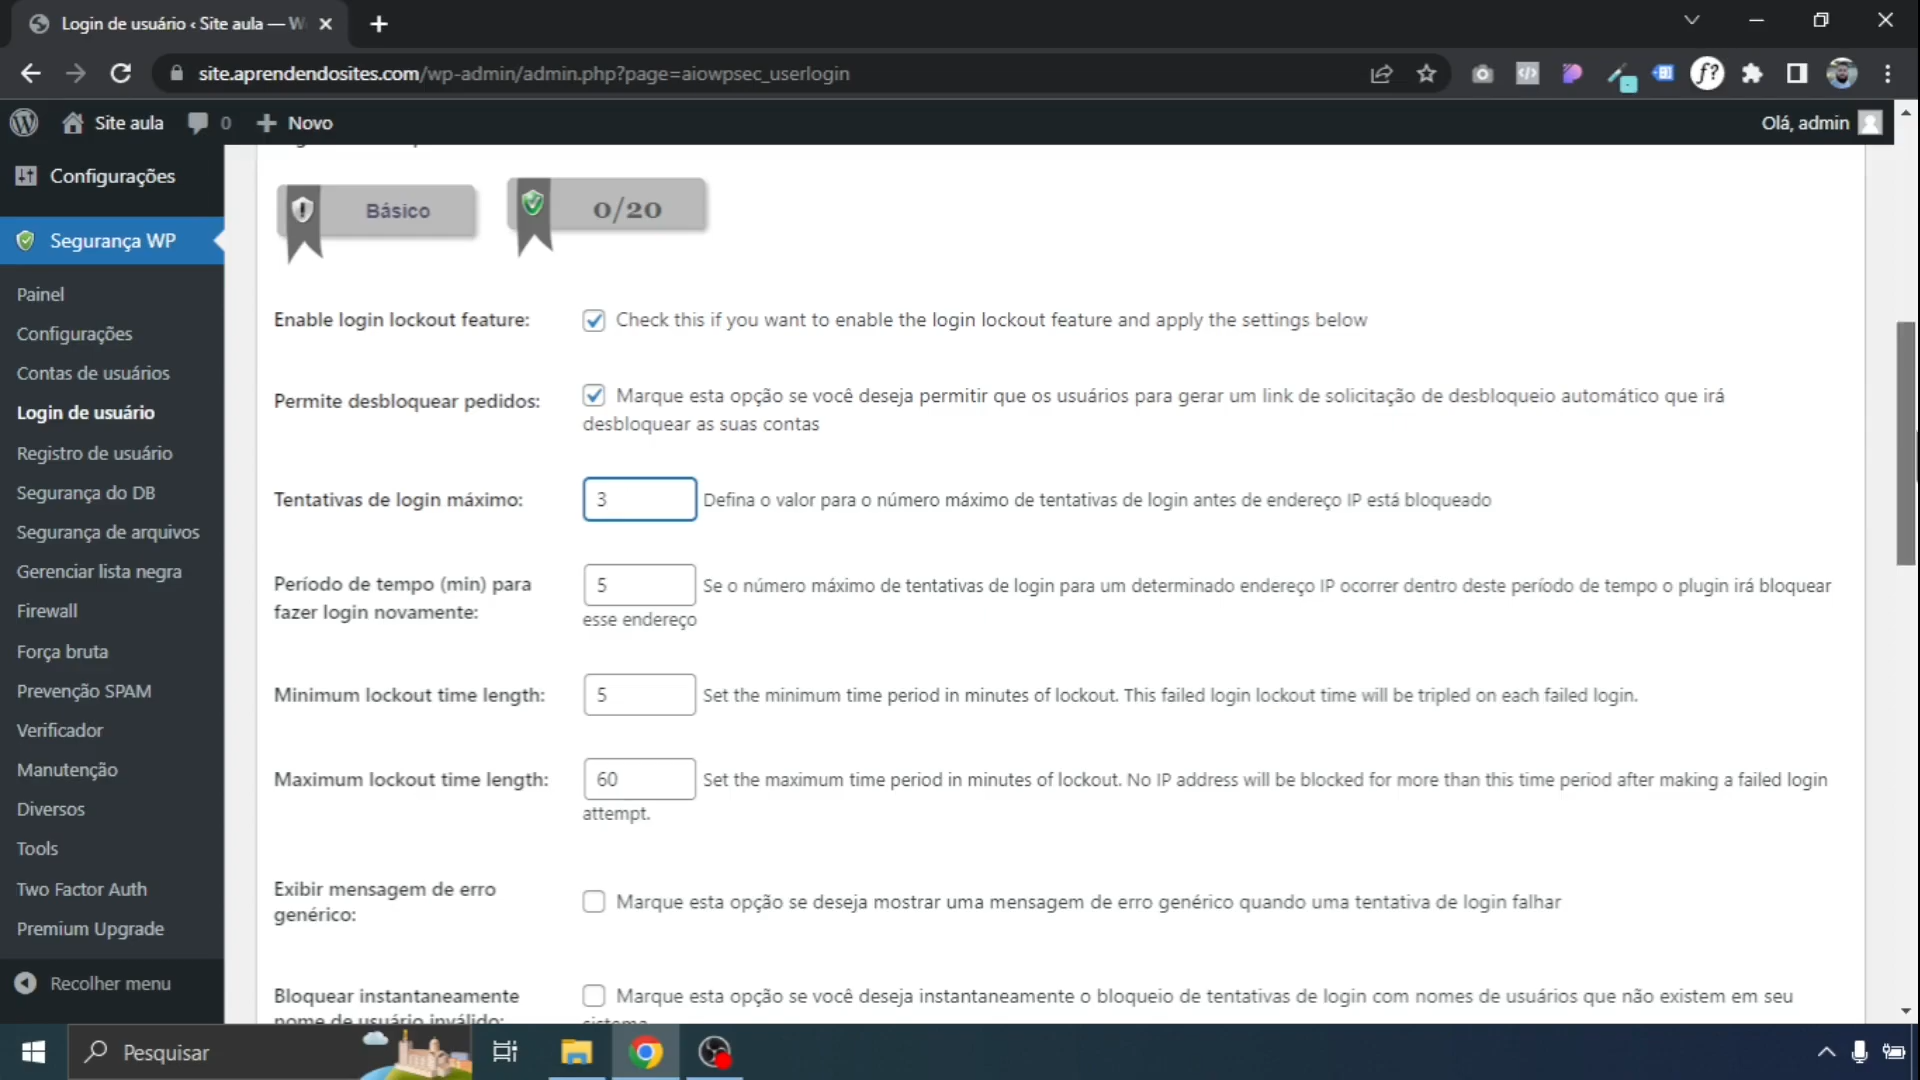 Login de usuário ‹ Site aula — W
site.aprendendosites.com/wp-admin/admin.php?page=aiowpsec_userlogin
Site aula
0
Novo
Olá, admin
Configurações
Segurança WP
Painel
Configurações
Contas de usuários
Login de usuário
Registro de usuário
Segurança do DB
Segurança de arquivos
Gerenciar lista negra
Firewall
Força bruta
Prevenção SPAM
Verificador
Manutenção
Diversos
Tools
Two Factor Auth
Premium Upgrade
Recolher menu
Básico
0/20
Enable login lockout feature:
Check this if you want to enable the login lockout feature and apply the settings below
Permite desbloquear pedidos:
Marque esta opção se você deseja permitir que os usuários para gerar um link de solicitação de desbloqueio automático que irá
desbloquear as suas contas
Tentativas de login máximo:
3
Defina o valor para o número máximo de tentativas de login antes de endereço IP está bloqueado
Período de tempo (min) para
fazer login novamente:
5
Se o número máximo de tentativas de login para um determinado endereço IP ocorrer dentro deste período de tempo o plugin irá bloquear
esse endereço
Minimum lockout time length:
5
Set the minimum time period in minutes of lockout. This failed login lockout time will be tripled on each failed login.
Maximum lockout time length:
60
Set the maximum time period in minutes of lockout. No IP address will be blocked for more than this time period after making a failed login
attempt.
Exibir mensagem de erro
genérico:
Marque esta opção se deseja mostrar uma mensagem de erro genérico quando uma tentativa de login falhar
Bloquear instantaneamente
nome de usuário inválido:
Marque esta opção se você deseja instantaneamente o bloqueio de tentativas de login com nomes de usuários que não existem em seu
sistema
Pesquisar